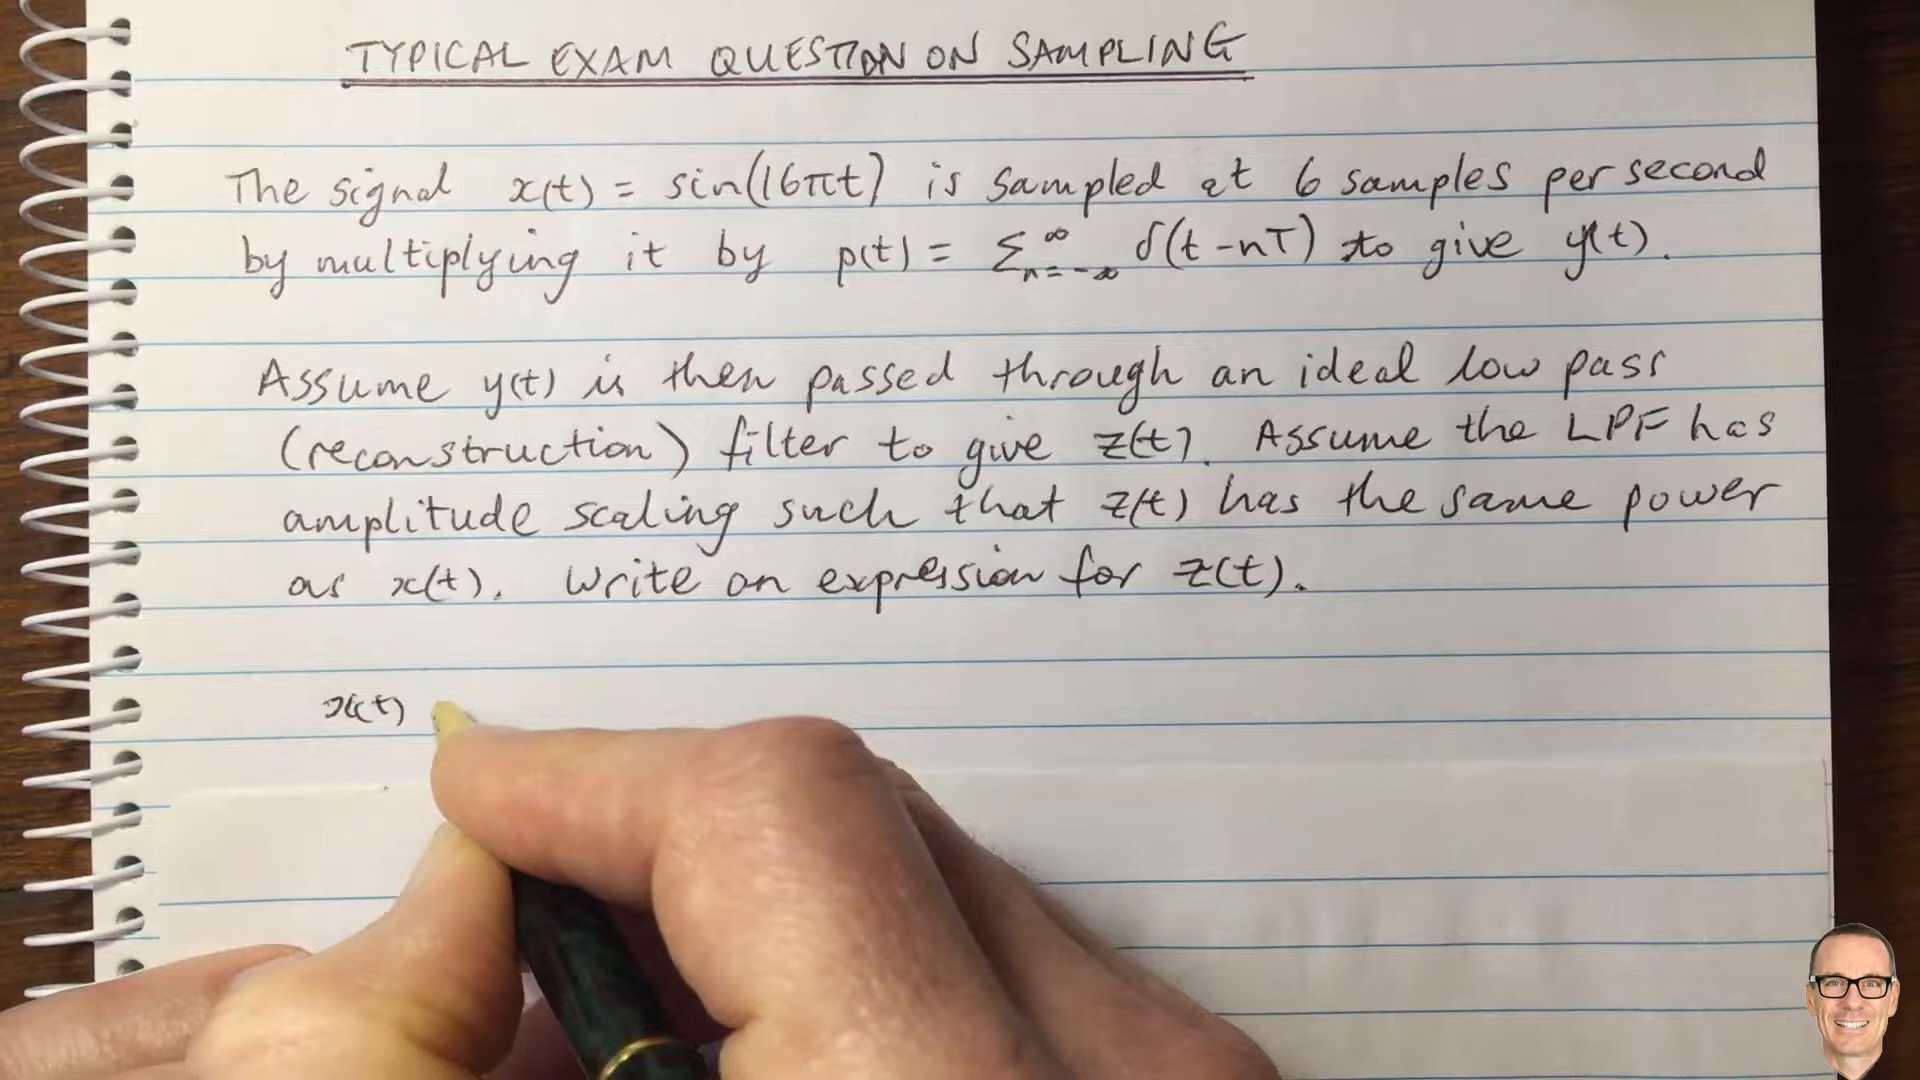 TYPICAL EXAM QUESTION ON SAMPLING
The signal x(t) = sin(16πt) is sampled at 6 samples per second
by multiplying it by p(t) = ∑_{n=-∞}^{∞} δ(t-nT) to give y(t).
Assume y(t) is then passed through an ideal low pass
(reconstruction) filter to give z(t). Assume the LPF has
amplitude scaling such that z(t) has the same power
as x(t). Write an expression for z(t).
x(t)